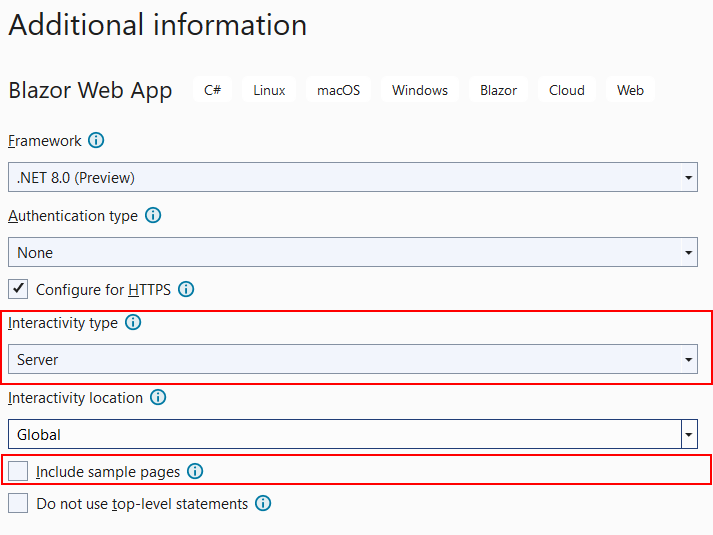 Additional information
Blazor Web App C# Linux macOS Windows Blazor Cloud Web
Framework
.NET 8.0 (Preview)
Authentication type
None
Configure for HTTPS
Interactivity type
Server
Interactivity location
Global
Include sample pages
Do not use top-level statements